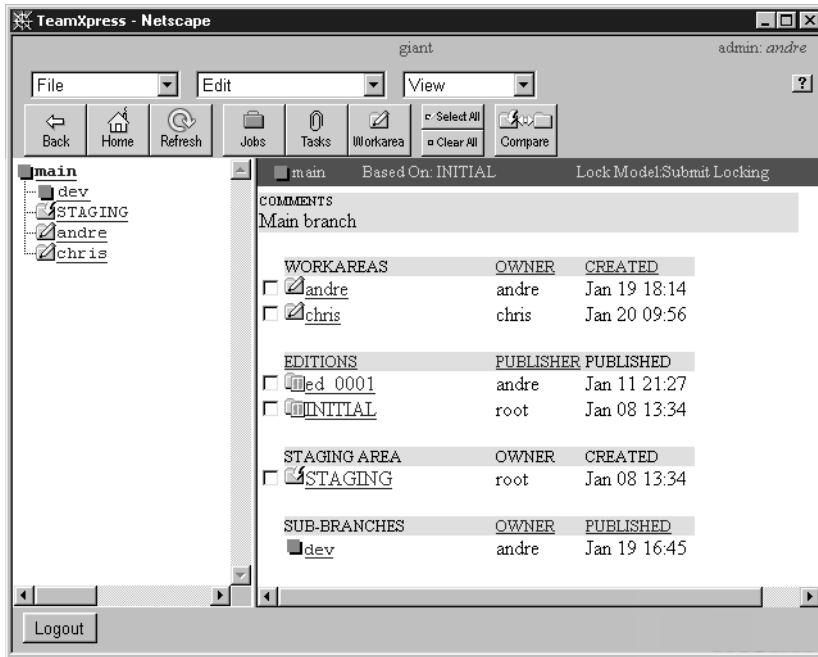 TeamXpress - Netscape
giant admin: andre
File Edit View ?
Back Home Refresh Jobs Tasks Workarea Select All Clear All Compare
main
dev
STAGING
andre
chris
main Based On: INITIAL Lock Model:Submit Locking
COMMENTS
Main branch
WORKAREAS OWNER CREATED
andre andre Jan 19 18:14
chris chris Jan 20 09:56
EDITIONS PUBLISHER PUBLISHED
ed_0001 andre Jan 11 21:27
INITIAL root Jan 08 13:34
STAGING AREA OWNER CREATED
STAGING root Jan 08 13:34
SUB-BRANCHES OWNER PUBLISHED
dev andre Jan 19 16:45
Logout